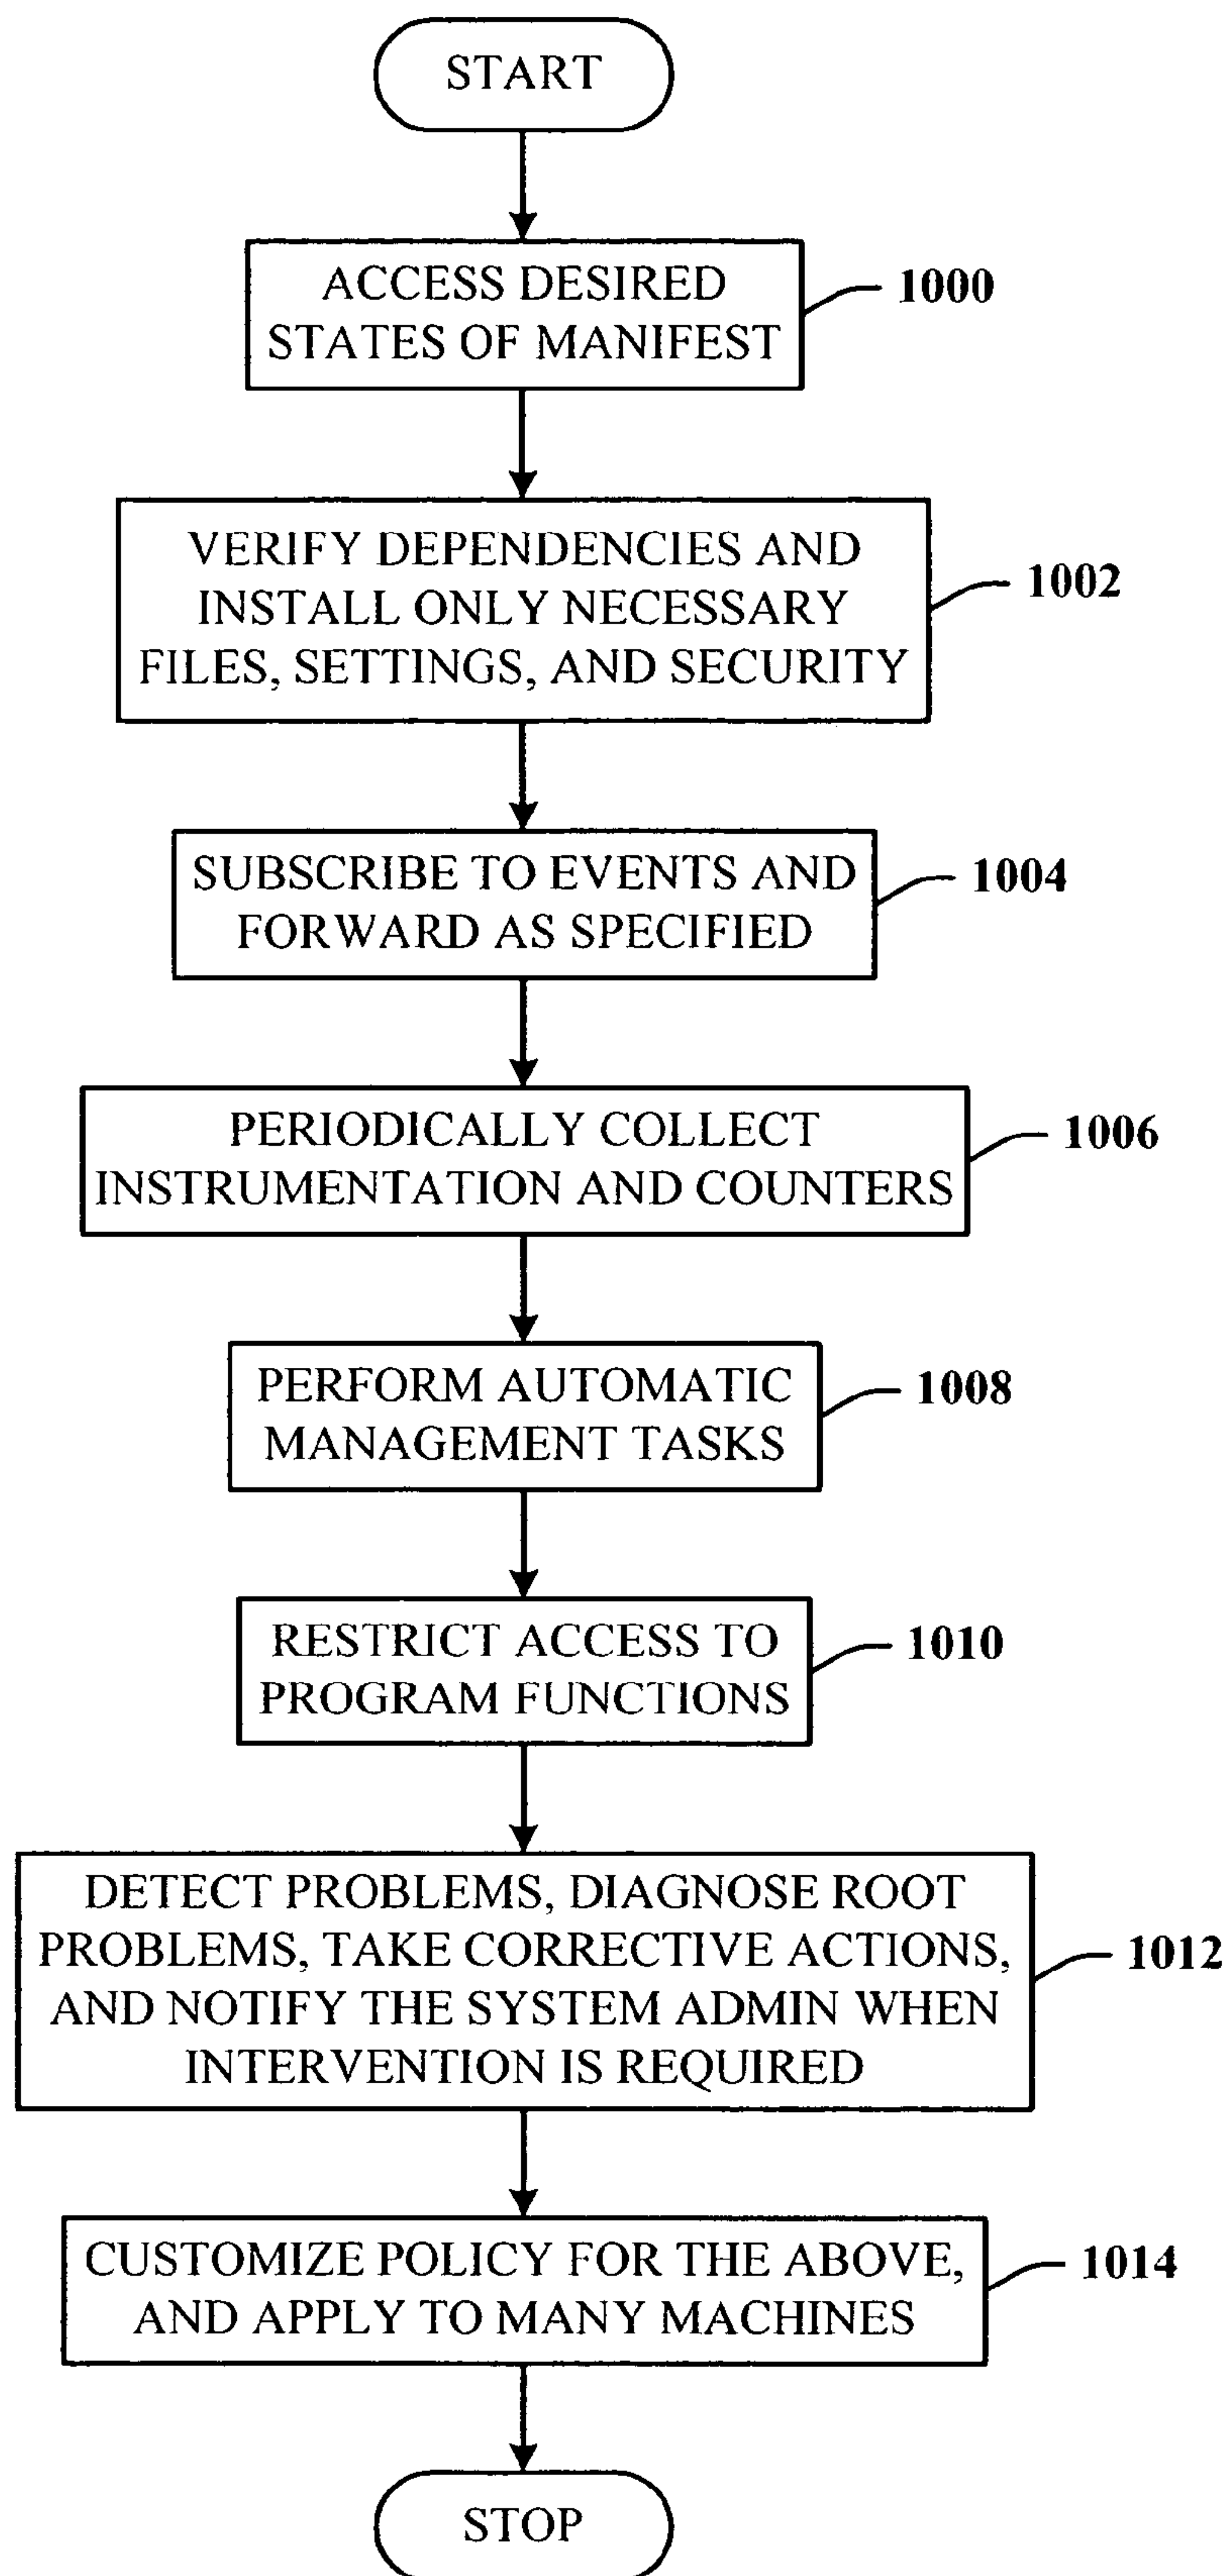 START
ACCESS DESIRED
STATES OF MANIFEST
1000
VERIFY DEPENDENCIES AND
INSTALL ONLY NECESSARY
FILES, SETTINGS, AND SECURITY
1002
SUBSCRIBE TO EVENTS AND
FORWARD AS SPECIFIED
1004
PERIODICALLY COLLECT
INSTRUMENTATION AND COUNTERS
1006
PERFORM AUTOMATIC
MANAGEMENT TASKS
1008
RESTRICT ACCESS TO
PROGRAM FUNCTIONS
1010
DETECT PROBLEMS, DIAGNOSE ROOT
PROBLEMS, TAKE CORRECTIVE ACTIONS,
AND NOTIFY THE SYSTEM ADMIN WHEN
INTERVENTION IS REQUIRED
1012
CUSTOMIZE POLICY FOR THE ABOVE,
AND APPLY TO MANY MACHINES
1014
STOP